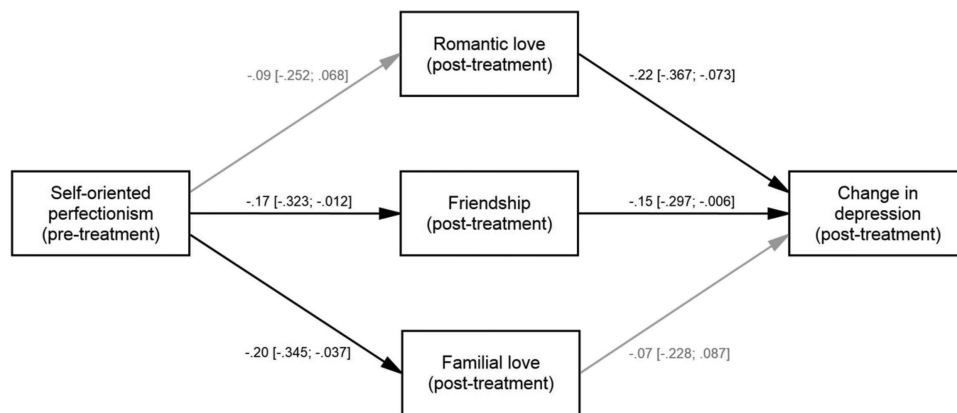 Romantic love
(post-treatment)
-.09 [-.252; .068]
-.22 [-.367; -.073]
Self-oriented
perfectionism
(pre-treatment)
-.17 [-.323; -.012]
Friendship
(post-treatment)
-.15 [-.297; -.006]
Change in
depression
(post-treatment)
-.20 [-.345; -.037]
Familial love
(post-treatment)
-.07 [-.228; .087]